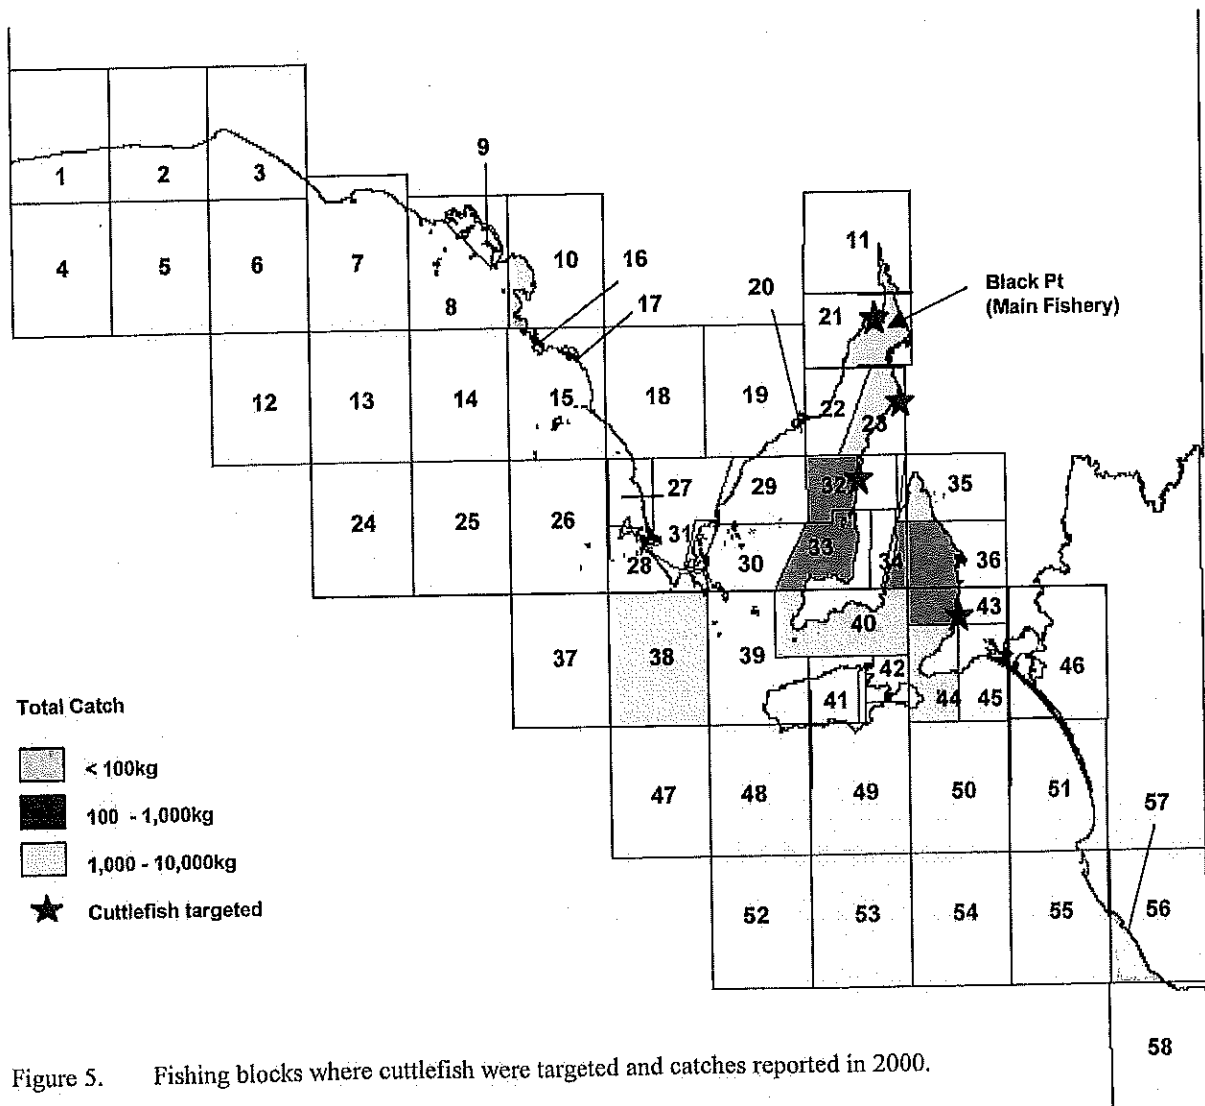 9
1 2 3
11
4 5 6 7 10 16
Black Pt
(Main Fishery)
20
21
8
17
12 13 14 15 18 19 22
23
27 29 32 35
24 25 26
31
33
28 30 34 36
43
40
37 38 39 46
42
41 44 45
Total Catch
< 100kg
47 48 49 50 51
57
100 - 1,000kg
1,000 - 10,000kg
Cuttlefish targeted
52 53 54 55 56
58
Figure 5. Fishing blocks where cuttlefish were targeted and catches reported in 2000.